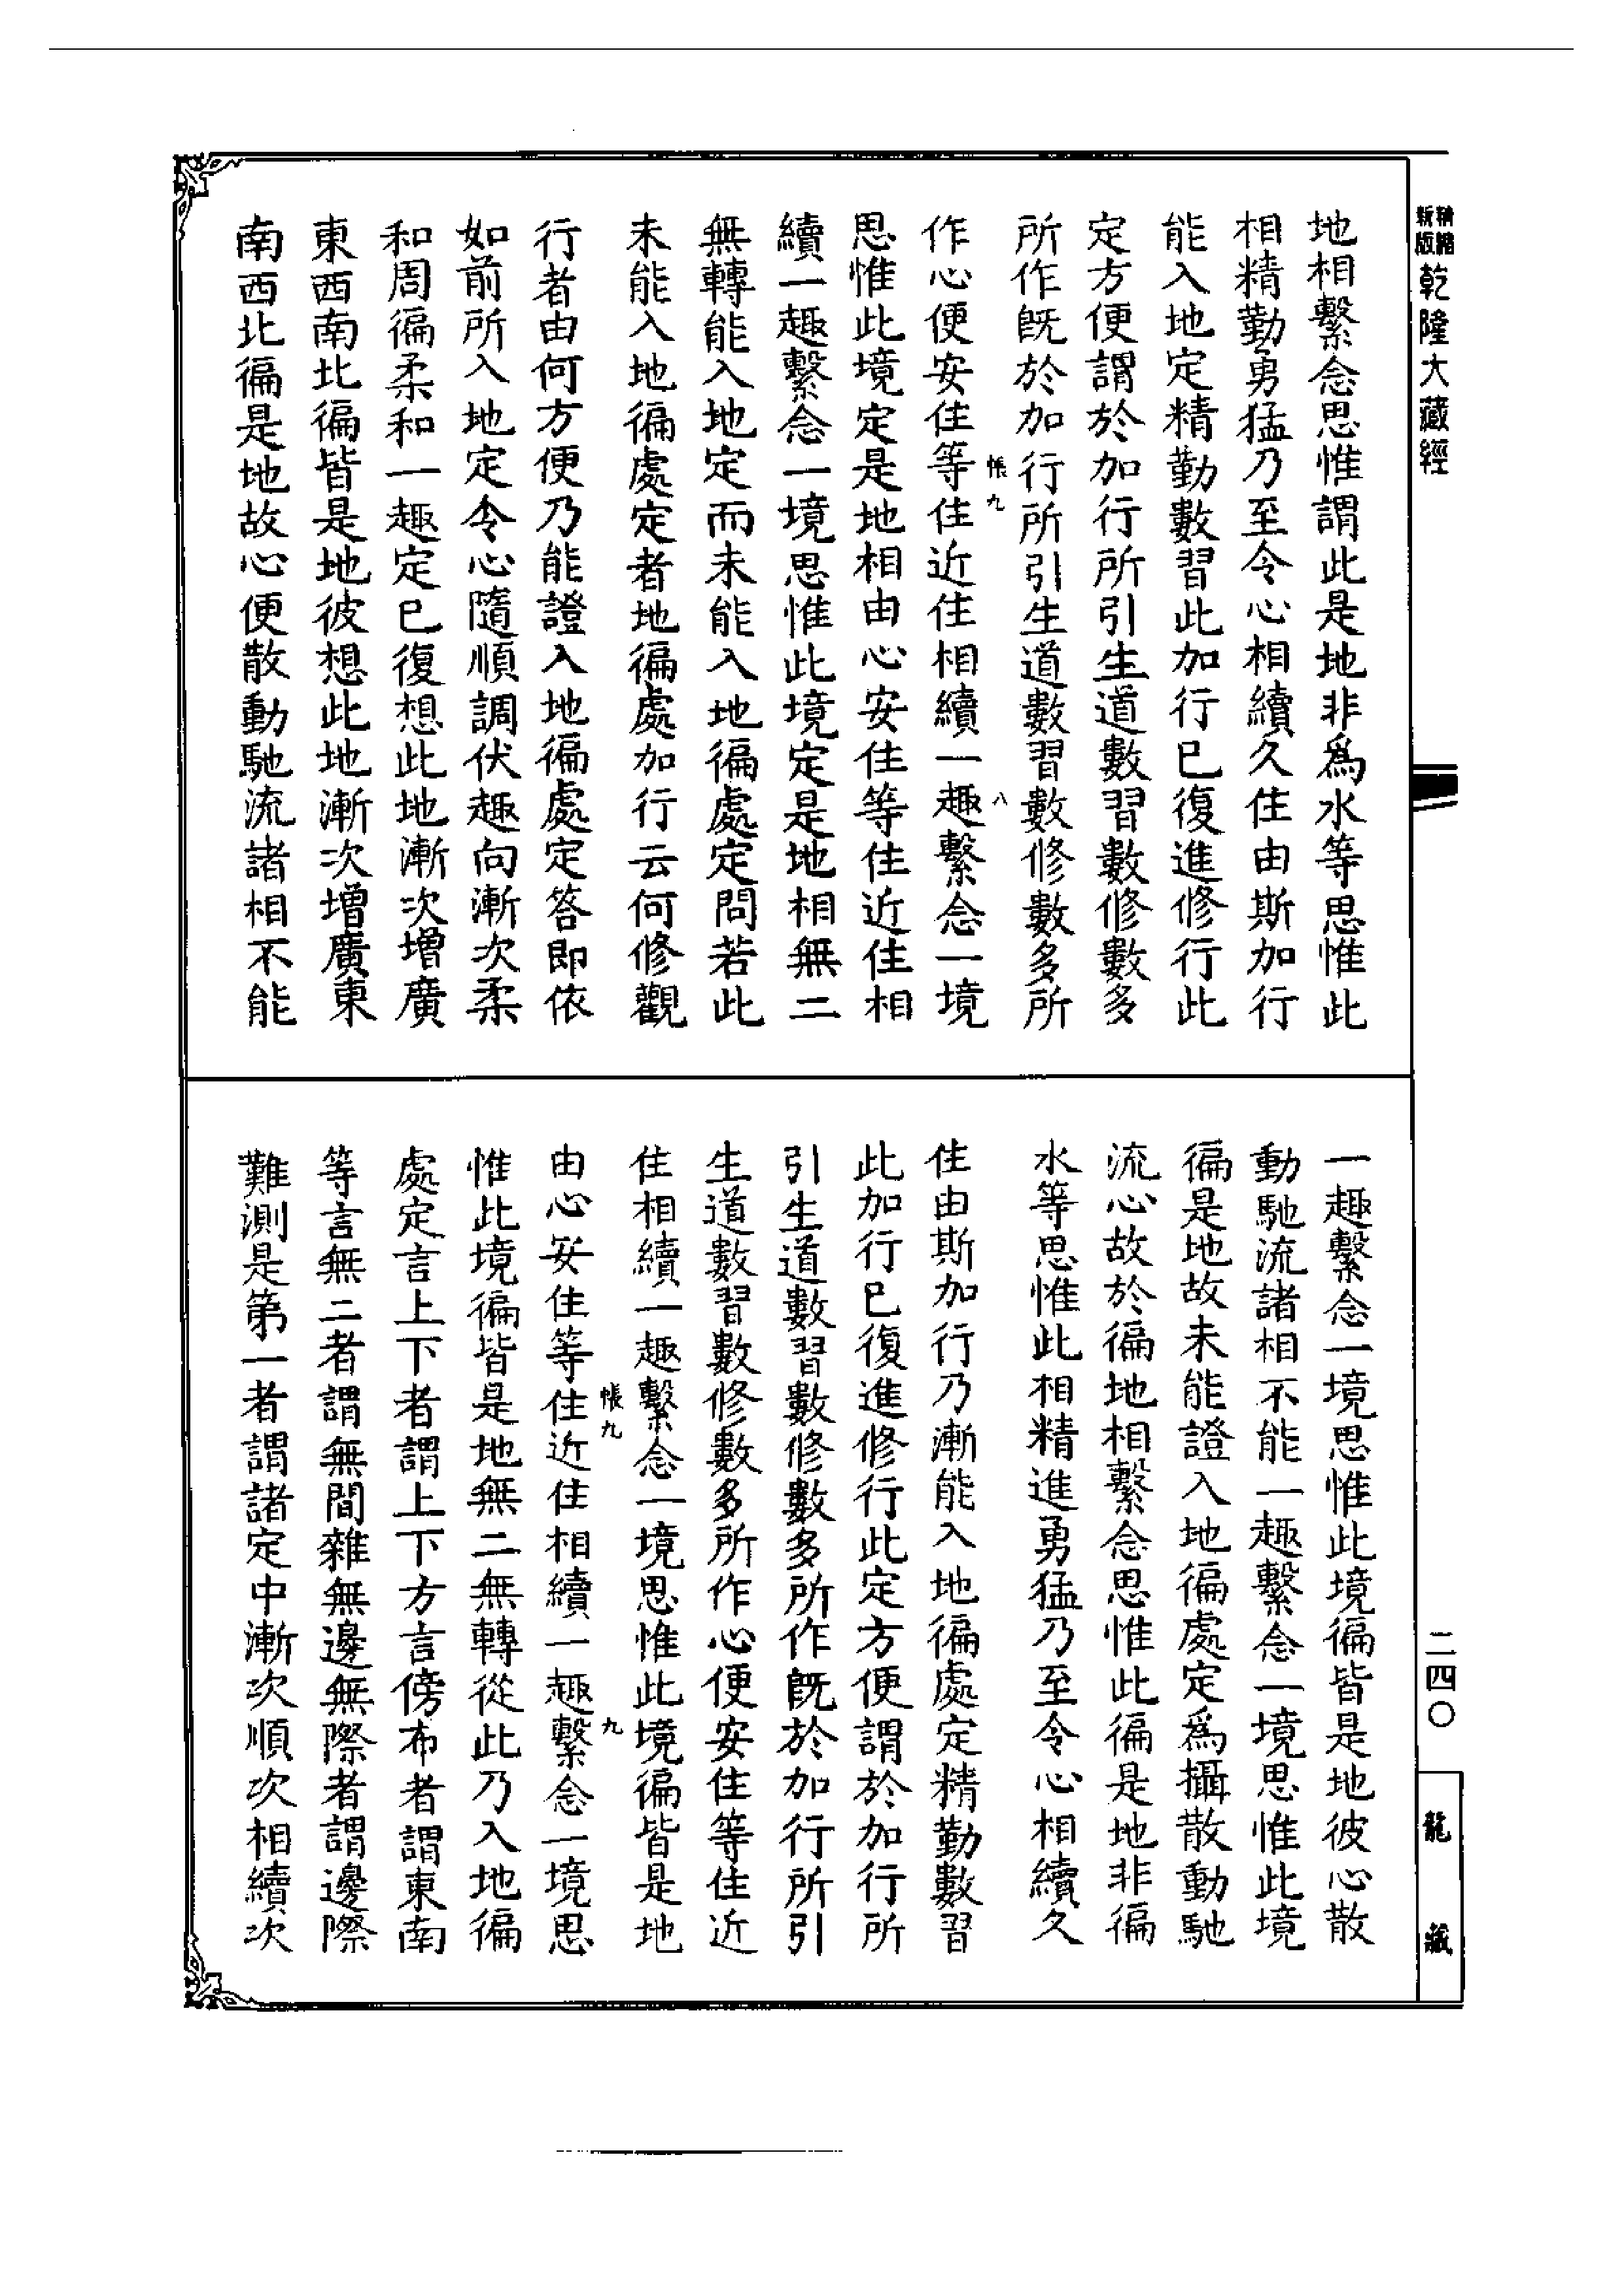 精縮新版乾隆大藏經
地相繫念思惟謂此是地非為水等思惟此
相精勤勇猛乃至令心相續久住由斯加行
能入地定精勤數習此加行已復進修行此
定方便謂於加行所引生道數習數修數多
所作旣於加行所引生道數習數修數多所
帳九 八
作心便安住等住近住相續一趣繫念一境
思惟此境定是地相由心安住等住近住相
續一趣繫念一境思惟此境定是地相無二
無轉能入地定而未能入地徧處定問若此
未能入地徧處定者地徧處加行云何修觀
行者由何方便乃能證入地徧處定答即依
如前所入地定令心隨順調伏趣向漸次柔
和周徧柔和一趣定已復想此地漸次增廣
東西南北徧皆是地彼想此地漸次增廣東
南西北徧是地故心便散動馳流諸相不能
一趣繫念一境思惟此境徧皆是地彼心散
動馳流諸相不能一趣繫念一境思惟此境
徧是地故未能證入地徧處定為攝散動馳
流心故於徧地相繫念思惟此徧是地非徧
水等思惟此相精進勇猛乃至令心相續久
住由斯加行乃漸能入地徧處定精勤數習
此加行已復進修行此定方便謂於加行所
引生道數習數修數多所作旣於加行所引
生道數習數修數多所作心便安住等住近
住相續一趣繫念一境思惟此境徧皆是地
帳九 九
由心安住等住近住相續一趣繫念一境思
惟此境徧皆是地無二無轉從此乃入地徧
處定言上下者謂上下方言傍布者謂東南
等言無二者謂無間雜無邊無際者謂邊際
難測是第一者謂諸定中漸次順次相續次
二四〇
龍藏